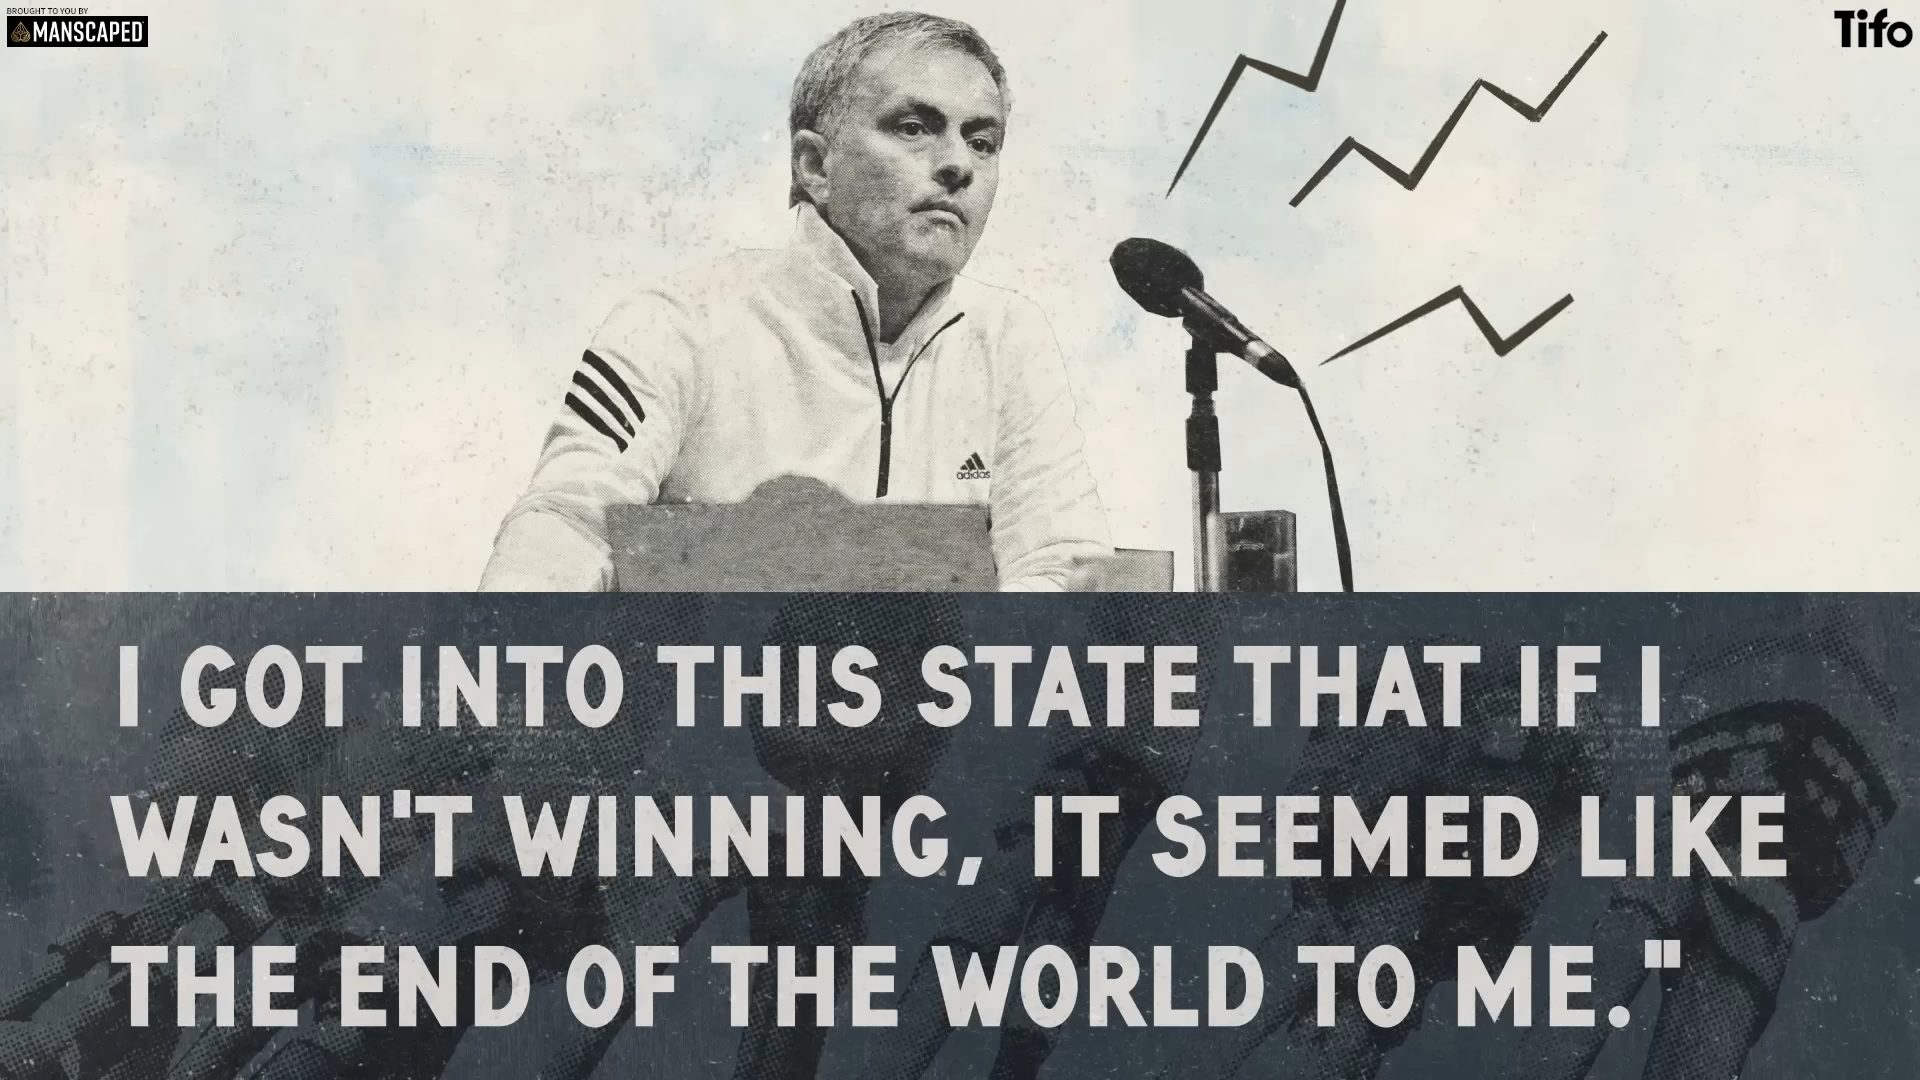 BROUGHT TO YOU BY
MANSCAPED
Tifo
adidas
I GOT INTO THIS STATE THAT IF I
WASN'T WINNING, IT SEEMED LIKE
THE END OF THE WORLD TO ME."